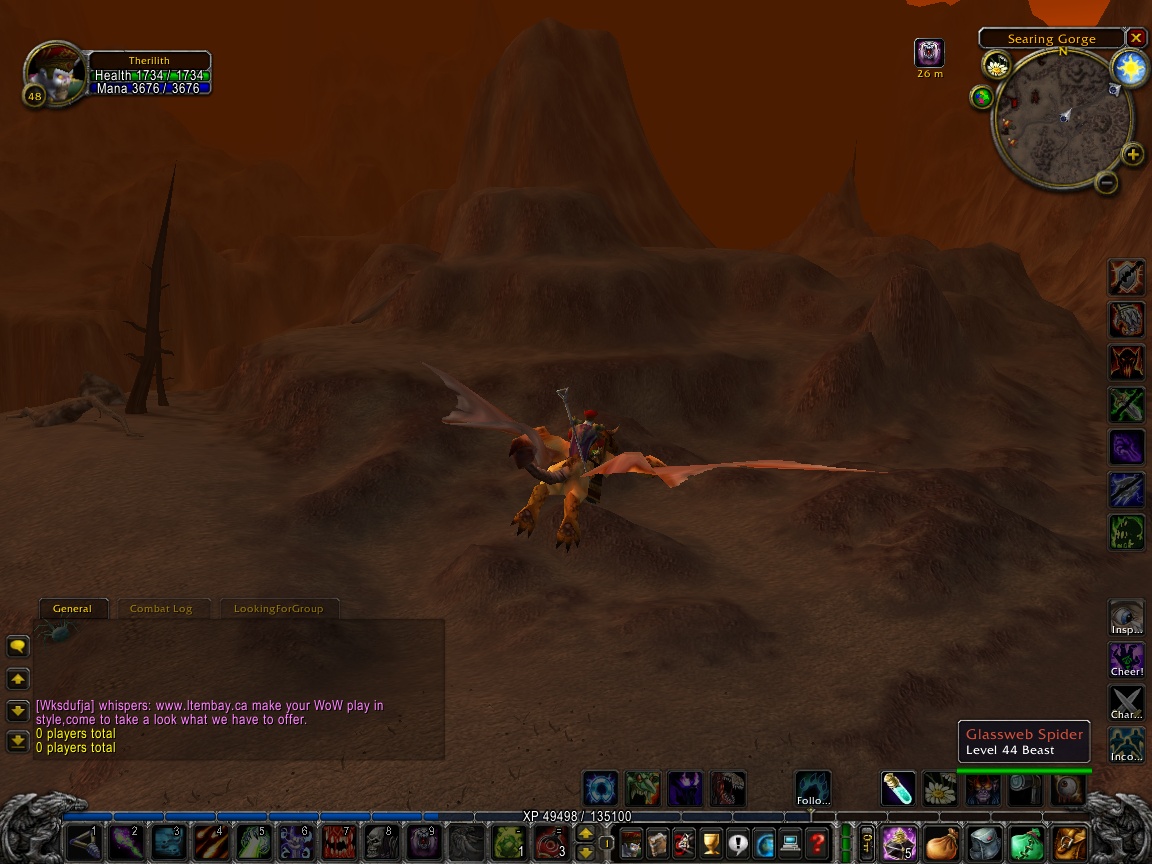 Therilith
Health 1734 / 1734
Mana 3676 / 3676
48
26 m
Searing Gorge
N
General
Combat Log
LookingForGroup
[Wksdufja] whispers: www.Itembay.ca make your WoW play in
style,come to take a look what we have to offer.
0 players total
0 players total
Insp...
Cheer!
Char...
Inco...
Glassweb Spider
Level 44 Beast
Follo...
XP 49498 / 135100
1
2
3
4
5
6
7
8
9
-
1
=
3
1
5